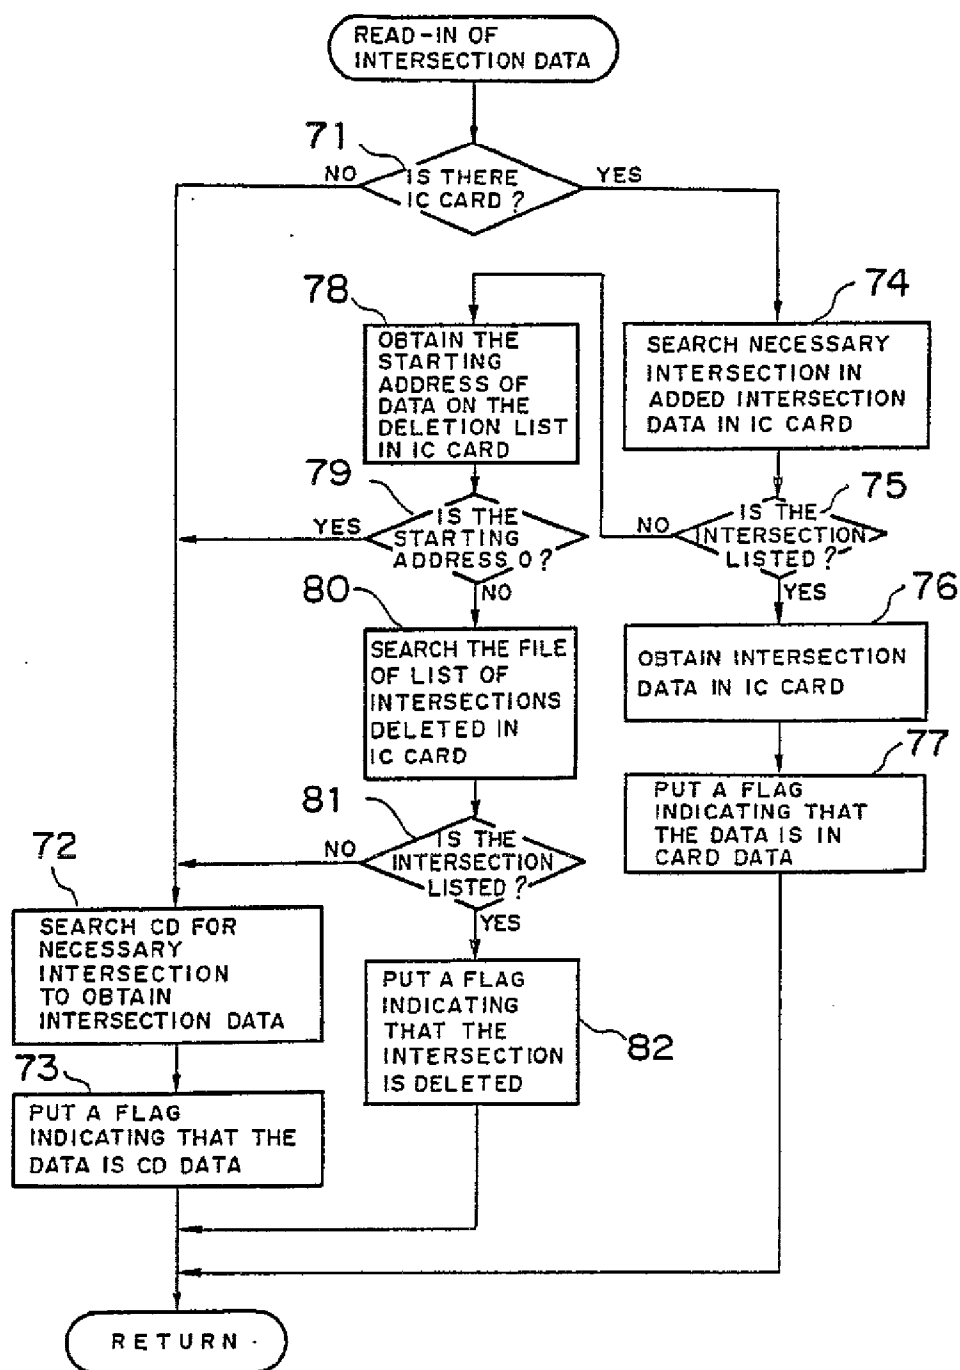 READ-IN OF
INTERSECTION DATA
71
NO
IS THERE
IC CARD?
YES
78
OBTAIN THE
STARTING
ADDRESS OF
DATA ON THE
DELETION LIST
IN IC CARD
74
SEARCH NECESSARY
INTERSECTION IN
ADDED INTERSECTION
DATA IN IC CARD
79
YES
IS THE
STARTING
ADDRESS 0?
NO
75
NO
IS THE
INTERSECTION
LISTED?
YES
80
SEARCH THE FILE
OF LIST OF
INTERSECTIONS
DELETED IN
IC CARD
76
OBTAIN INTERSECTION
DATA IN IC CARD
77
PUT A FLAG
INDICATING THAT
THE DATA IS IN
CARD DATA
81
NO
IS THE
INTERSECTION
LISTED?
YES
72
SEARCH CD FOR
NECESSARY
INTERSECTION
TO OBTAIN
INTERSECTION DATA
82
PUT A FLAG
INDICATING
THAT THE
INTERSECTION
IS DELETED
73
PUT A FLAG
INDICATING THAT THE
DATA IS CD DATA
RETURN